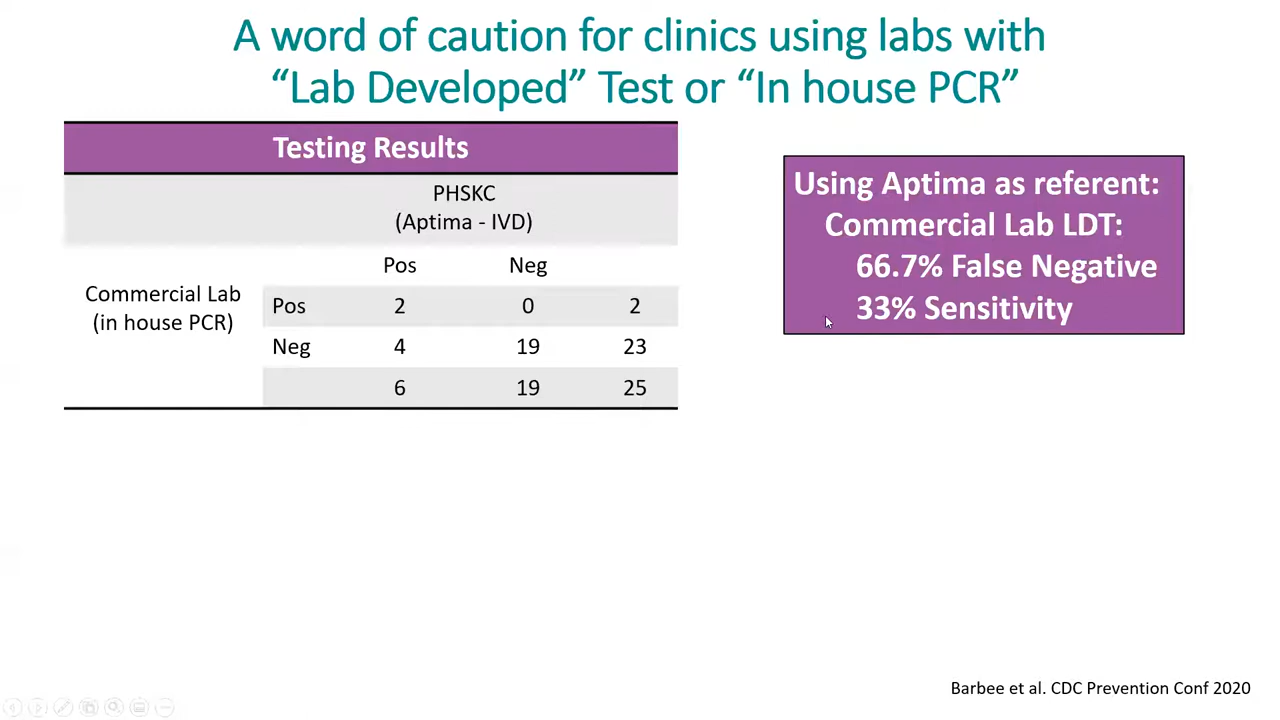 A word of caution for clinics using labs with
“Lab Developed” Test or “In house PCR”
Testing Results
PHSKC
(Aptima - IVD)
Pos Neg
Commercial Lab
(in house PCR)
Pos 2 0 2
Neg 4 19 23
6 19 25
Using Aptima as referent:
Commercial Lab LDT:
66.7% False Negative
33% Sensitivity
Barbee et al. CDC Prevention Conf 2020